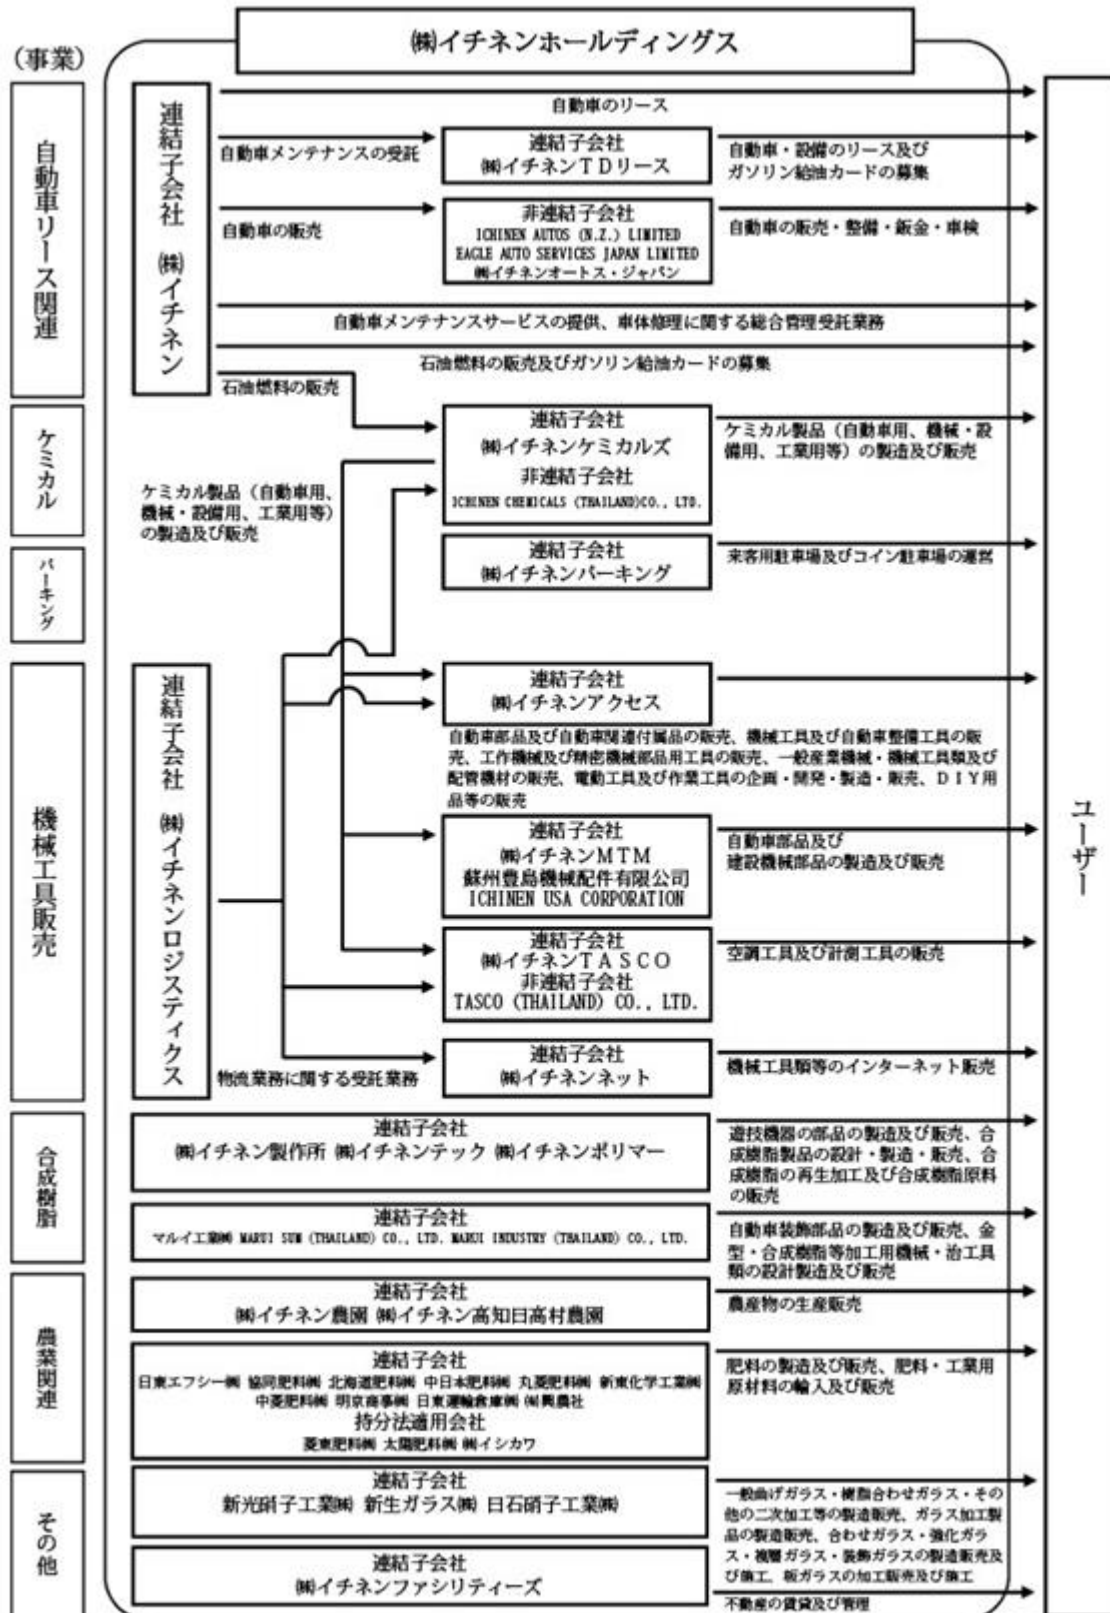 ㈱イチネンホールディングス
(事業)
自動車リース関連
連結子会社 ㈱イチネン
自動車のリース
自動車メンテナンスの受託
連結子会社
㈱イチネンTDリース
自動車・設備のリース及び
ガソリン給油カードの募集
自動車の販売
非連結子会社
ICHINEN AUTOS (N.Z.) LIMITED
EAGLE AUTO SERVICES JAPAN LIMITED
㈱イチネンオートス・ジャパン
自動車の販売・整備・鈑金・車検
自動車メンテナンスサービスの提供、車体修理に関する総合管理受託業務
石油燃料の販売及びガソリン給油カードの募集
石油燃料の販売
ケミカル
連結子会社
㈱イチネンケミカルズ
非連結子会社
ICHINEN CHEMICALS (THAILAND)CO., LTD.
ケミカル製品（自動車用、機械・設
備用、工業用等）の製造及び販売
ケミカル製品（自動車用、
機械・設備用、工業用等）
の製造及び販売
パーキング
連結子会社
㈱イチネンパーキング
来客用駐車場及びコイン駐車場の運営
機械工具販売
連結子会社 ㈱イチネンロジスティクス
連結子会社
㈱イチネンアクセス
自動車部品及び自動車関連付属品の販売、機械工具及び自動車整備工具の販
売、工作機械及び精密機械部品用工具の販売、一般産業機械・機械工具類及び
配管機材の販売、電動工具及び作業工具の企画・開発・製造・販売、DIY用
品等の販売
連結子会社
㈱イチネンMTM
蘇州豊島機械配件有限公司
ICHINEN USA CORPORATION
自動車部品及び
建設機械部品の製造及び販売
連結子会社
㈱イチネンTASCO
非連結子会社
TASCO (THAILAND) CO., LTD.
空調工具及び計測工具の販売
物流業務に関する受託業務
連結子会社
㈱イチネンネット
機械工具類等のインターネット販売
ユーザー
合成樹脂
連結子会社
㈱イチネン製作所 ㈱イチネンテック ㈱イチネンポリマー
遊技機器の部品の製造及び販売、合
成樹脂製品の設計・製造・販売、合
成樹脂の再生加工及び合成樹脂原料
の販売
連結子会社
マルイ工業㈱ MARUI SUM (THAILAND) CO., LTD. MARUI INDUSTRY (THAILAND) CO., LTD.
自動車装飾部品の製造及び販売、金
型・合成樹脂等加工用機械・治工具
類の設計製造及び販売
農業関連
連結子会社
㈱イチネン農園 ㈱イチネン高知日高村農園
農産物の生産販売
連結子会社
日東エフシー㈱ 協同肥料㈱ 北海道肥料㈱ 中日本肥料㈱ 丸菱肥料㈱ 新東化学工業㈱
中菱肥料㈱ 明京商事㈱ 日東運輸倉庫㈱ ㈲興農社
持分法適用会社
菱東肥料㈱ 太陽肥料㈱ ㈱イシカワ
肥料の製造及び販売、肥料・工業用
原材料の輸入及び販売
その他
連結子会社
新光硝子工業㈱ 新生ガラス㈱ 日石硝子工業㈱
一般曲げガラス・樹脂合わせガラス・その
他の二次加工等の製造販売、ガラス加工製
品の製造販売、合わせガラス・強化ガラ
ス・複層ガラス・装飾ガラスの製造販売及
び施工、板ガラスの加工販売及び施工
連結子会社
㈱イチネンファシリティーズ
不動産の賃貸及び管理